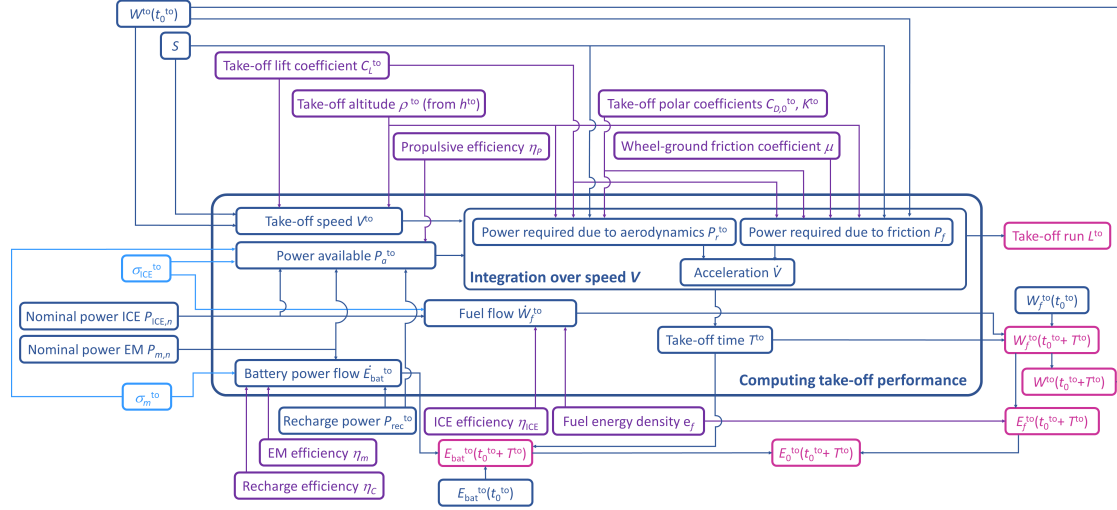 W^to(t_0^to)
S
Take-off lift coefficient C_L^to
Take-off altitude ρ^to (from h^to)
Take-off polar coefficients C_D,0^to, K^to
Propulsive efficiency η_P
Wheel-ground friction coefficient μ
Take-off speed V^to
Power required due to aerodynamics P_r^to
Power required due to friction P_f
Take-off run L^to
Power available P_a^to
Integration over speed V
Acceleration V̇
σ_ICE^to
Nominal power ICE P_ICE,n
Fuel flow Ẇ_f^to
W_f^to(t_0^to)
Nominal power EM P_m,n
Take-off time T^to
W_f^to(t_0^to+ T^to)
Battery power flow Ė_bat^to
Computing take-off performance
W^to(t_0^to+T^to)
σ_m^to
Recharge power P_rec^to
ICE efficiency η_ICE
Fuel energy density e_f
E_f^to(t_0^to+ T^to)
EM efficiency η_m
E_bat^to(t_0^to+ T^to)
E_0^to(t_0^to+ T^to)
Recharge efficiency η_C
E_bat^to(t_0^to)